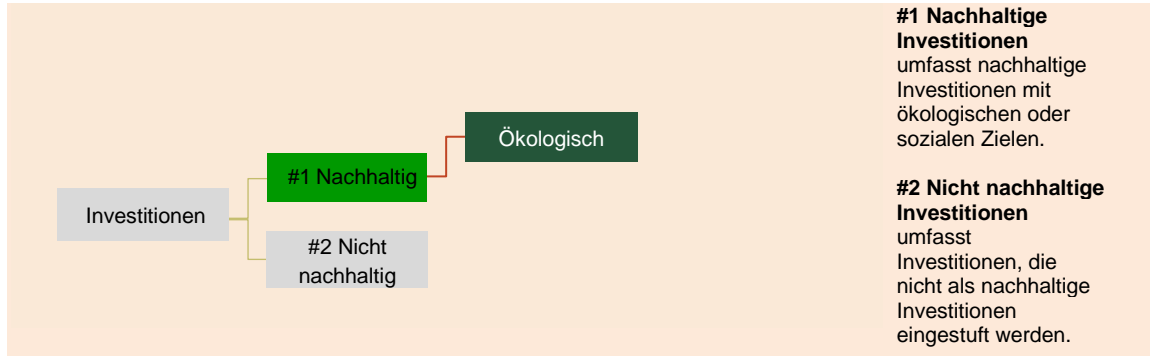 Investitionen
#1 Nachhaltig
#2 Nicht
nachhaltig
Ökologisch
#1 Nachhaltige
Investitionen
umfasst nachhaltige
Investitionen mit
ökologischen oder
sozialen Zielen.
#2 Nicht nachhaltige
Investitionen
umfasst
Investitionen, die
nicht als nachhaltige
Investitionen
eingestuft werden.